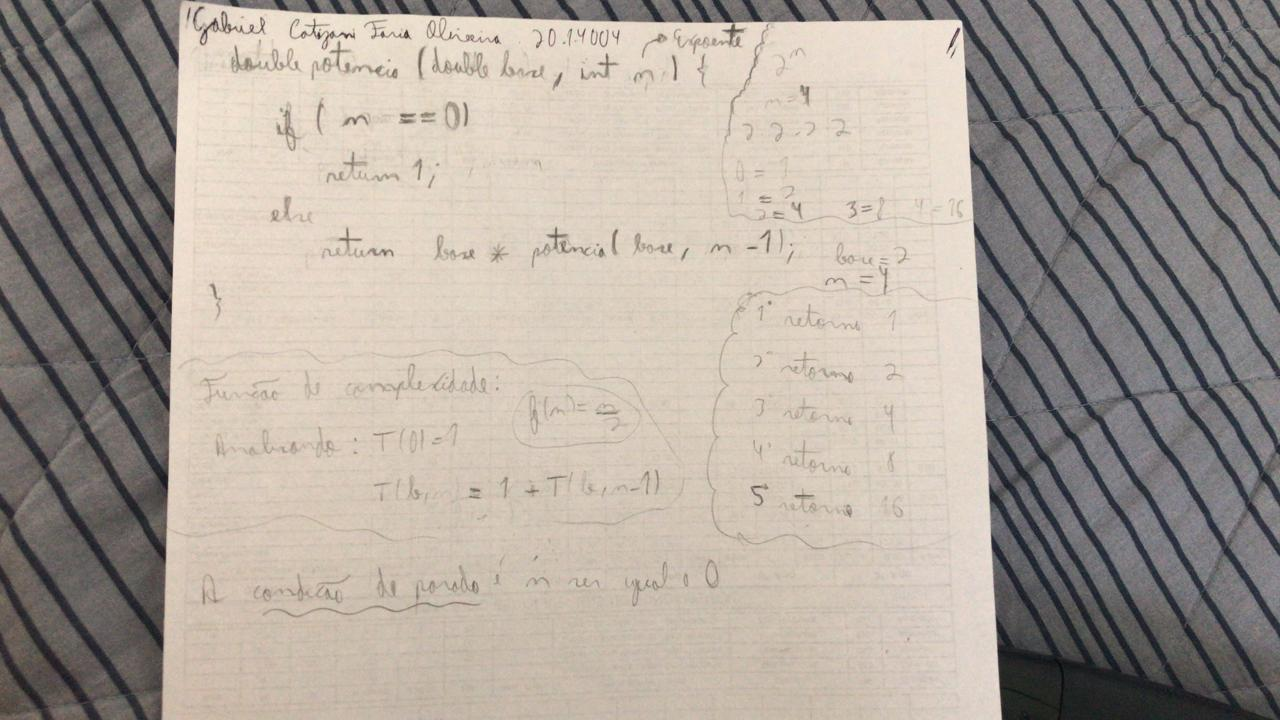 Gabriel Catizani Faria Oliveira 20.1.4004 → Expoente
double potencia (double base, int n) {
if ( n == 0)
return 1;
else
return base * potencia( base, n -1);
}
2^n
n = 4
2 2 . 2 2
0 = 1
1 = 2
2 = 4 3 = 8 4 = 16
base = 2
n = 4
1° retorno 1
2° retorno 2
3° retorno 4
4° retorno 8
5° retorno 16
Função de complexidade:
f(n) = n/2
Analisando : T(0) = 1
T(b,n) = 1 + T(b, n-1)
A condição de parada é n ser igual a 0